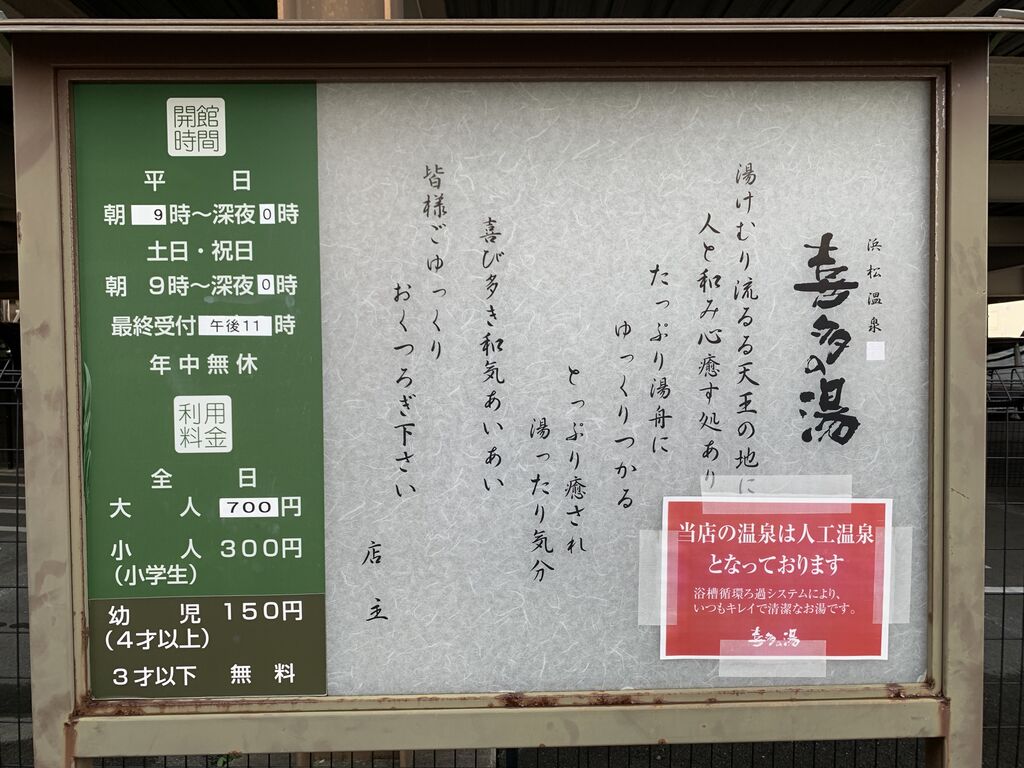 開館
時間
平日
朝9時～深夜0時
土日・祝日
朝9時～深夜0時
最終受付午後11時
年中無休
利用
料金
全日
大人700円
小人300円
(小学生)
幼児150円
(4才以上)
3才以下無料
浜松温泉
喜多の湯
湯けむり流るる天王の地に
人と和み心癒す処あり
たっぷり湯舟に
ゆっくりつかる
とっぷり癒され
湯ったり気分
喜び多き和気あいあい
皆様ごゆっくり
おくつろぎ下さい
店主
当店の温泉は人工温泉
となっております
浴槽循環ろ過システムにより、
いつもキレイで清潔なお湯です。
喜多の湯